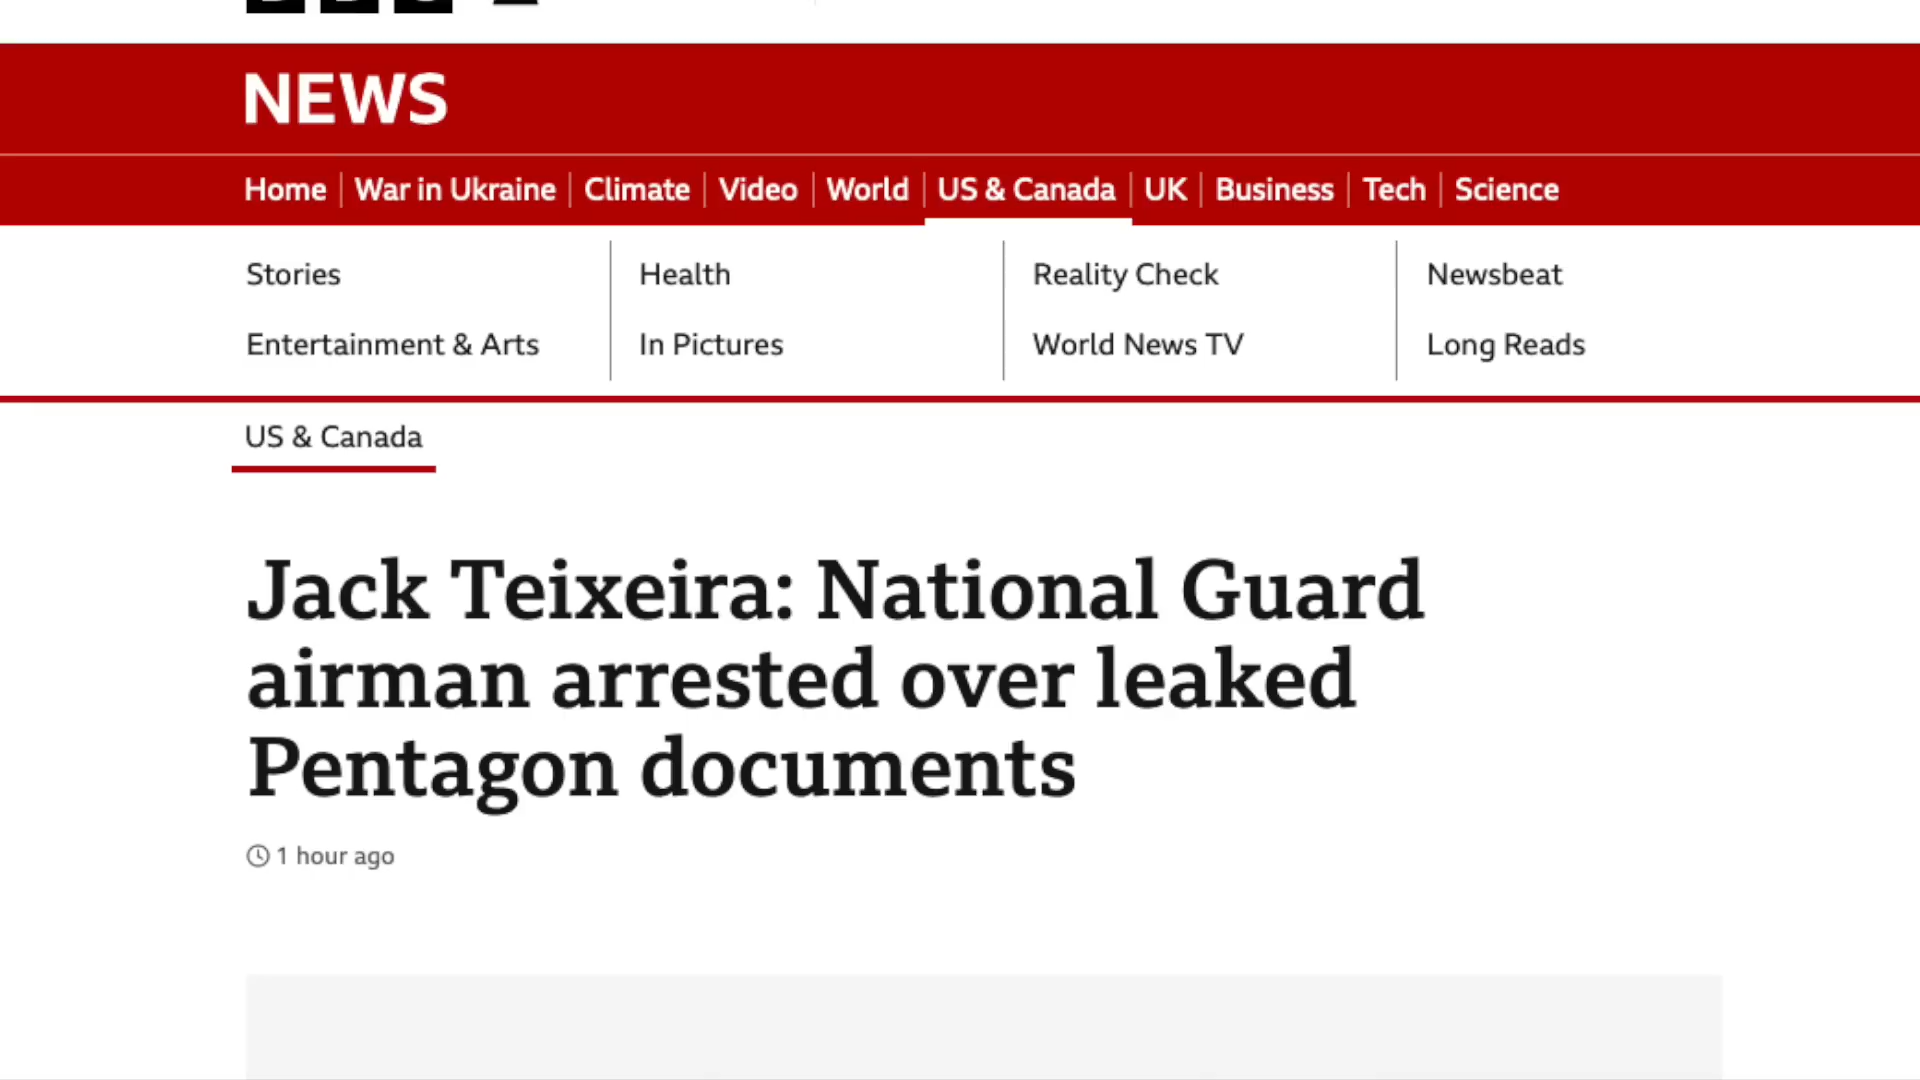 NEWS
Home War in Ukraine Climate Video World US & Canada UK Business Tech Science
Stories Health Reality Check Newsbeat
Entertainment & Arts In Pictures World News TV Long Reads
US & Canada
Jack Teixeira: National Guard
airman arrested over leaked
Pentagon documents
1 hour ago